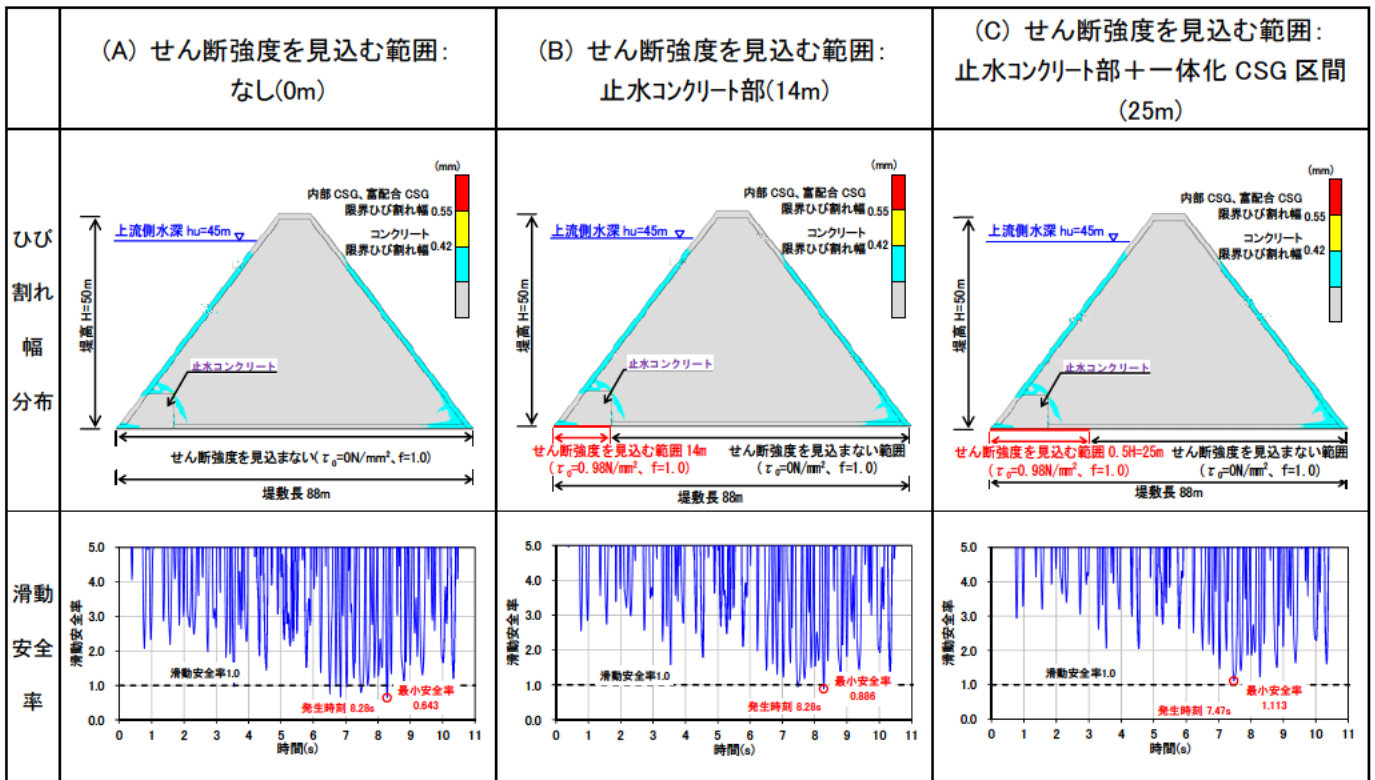 (A) せん断強度を見込む範囲:
なし(0m)
(B) せん断強度を見込む範囲:
止水コンクリート部(14m)
(C) せん断強度を見込む範囲:
止水コンクリート部+一体化 CSG 区間
(25m)
ひび
割れ
幅
分布
(mm)
内部 CSG、富配合 CSG
限界ひび割れ幅 0.55
コンクリート
限界ひび割れ幅 0.42
上流側水深 hu=45m
堤高 H=50m
止水コンクリート
せん断強度を見込まない(τ₀=0N/mm²、f=1.0)
堤敷長 88m
(mm)
内部 CSG、富配合 CSG
限界ひび割れ幅 0.55
コンクリート
限界ひび割れ幅 0.42
上流側水深 hu=45m
堤高 H=50m
止水コンクリート
せん断強度を見込む範囲 14m
(τ₀=0.98N/mm²、f=1.0)
せん断強度を見込まない範囲
(τ₀=0N/mm²、f=1.0)
堤敷長 88m
(mm)
内部 CSG、富配合 CSG
限界ひび割れ幅 0.55
コンクリート
限界ひび割れ幅 0.42
上流側水深 hu=45m
堤高 H=50m
止水コンクリート
せん断強度を見込む範囲 0.5H=25m
(τ₀=0.98N/mm²、f=1.0)
せん断強度を見込まない範囲
(τ₀=0N/mm²、f=1.0)
堤敷長 88m
滑動
安全
率
5.0
4.0
3.0
2.0
1.0
0.0
滑動安全率
滑動安全率1.0
最小安全率
0.643
発生時刻 8.28s
0 1 2 3 4 5 6 7 8 9 10 11
時間(s)
5.0
4.0
3.0
2.0
1.0
0.0
滑動安全率
滑動安全率1.0
最小安全率
0.886
発生時刻 8.28s
0 1 2 3 4 5 6 7 8 9 10 11
時間(s)
5.0
4.0
3.0
2.0
1.0
0.0
滑動安全率
滑動安全率1.0
最小安全率
1.113
発生時刻 7.47s
0 1 2 3 4 5 6 7 8 9 10 11
時間(s)